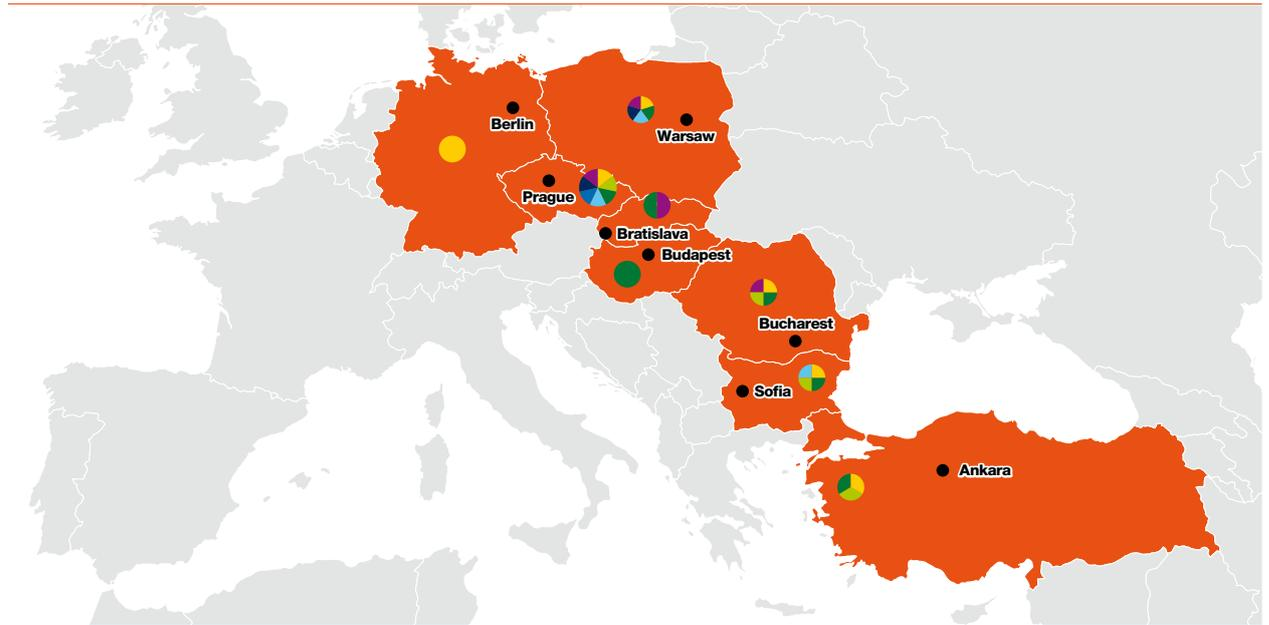 Berlin
Warsaw
Prague
Bratislava
Budapest
Bucharest
Sofia
Ankara